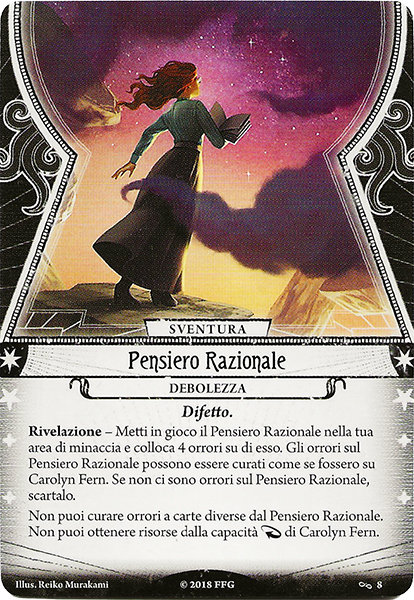 SVENTURA
Pensiero Razionale
DEBOLEZZA
Difetto.
Rivelazione – Metti in gioco il Pensiero Razionale nella tua
area di minaccia e colloca 4 orrori su di esso. Gli orrori sul
Pensiero Razionale possono essere curati come se fossero su
Carolyn Fern. Se non ci sono orrori sul Pensiero Razionale,
scartalo.
Non puoi curare orrori a carte diverse dal Pensiero Razionale.
Non puoi ottenere risorse dalla capacità di Carolyn Fern.
Illus. Reiko Murakami © 2018 FFG 8